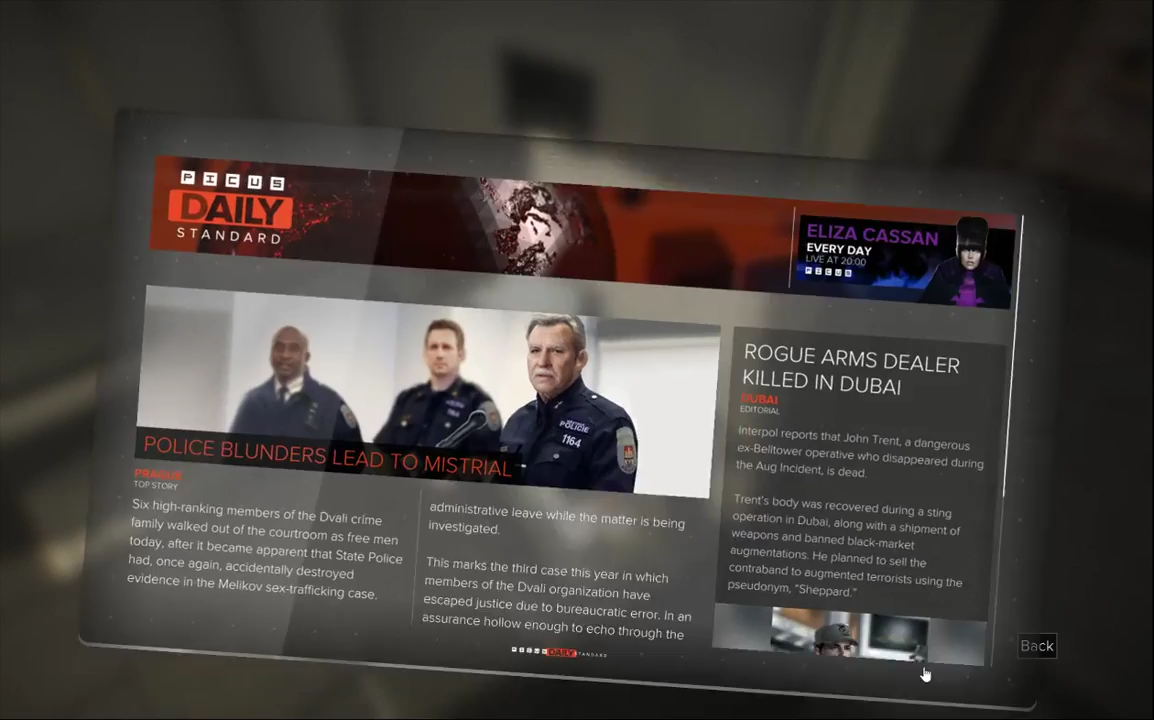 PICUS
DAILY
STANDARD
ELIZA CASSAN
EVERY DAY
LIVE AT 20:00
PICUS
POLICIE
1164
POLICE BLUNDERS LEAD TO MISTRIAL
PRAGUE
TOP STORY
Six high-ranking members of the Dvali crime
family walked out of the courtroom as free men
today, after it became apparent that State Police
had, once again, accidentally destroyed
evidence in the Melikov sex-trafficking case.
administrative leave while the matter is being
investigated.
This marks the third case this year in which
members of the Dvali organization have
escaped justice due to bureaucratic error. In an
assurance hollow enough to echo through the
ROGUE ARMS DEALER
KILLED IN DUBAI
DUBAI
EDITORIAL
Interpol reports that John Trent, a dangerous
ex-Belltower operative who disappeared during
the Aug Incident, is dead.
Trent's body was recovered during a sting
operation in Dubai, along with a shipment of
weapons and banned black-market
augmentations. He planned to sell the
contraband to augmented terrorists using the
pseudonym, "Sheppard."
PICUS DAILY STANDARD
Back